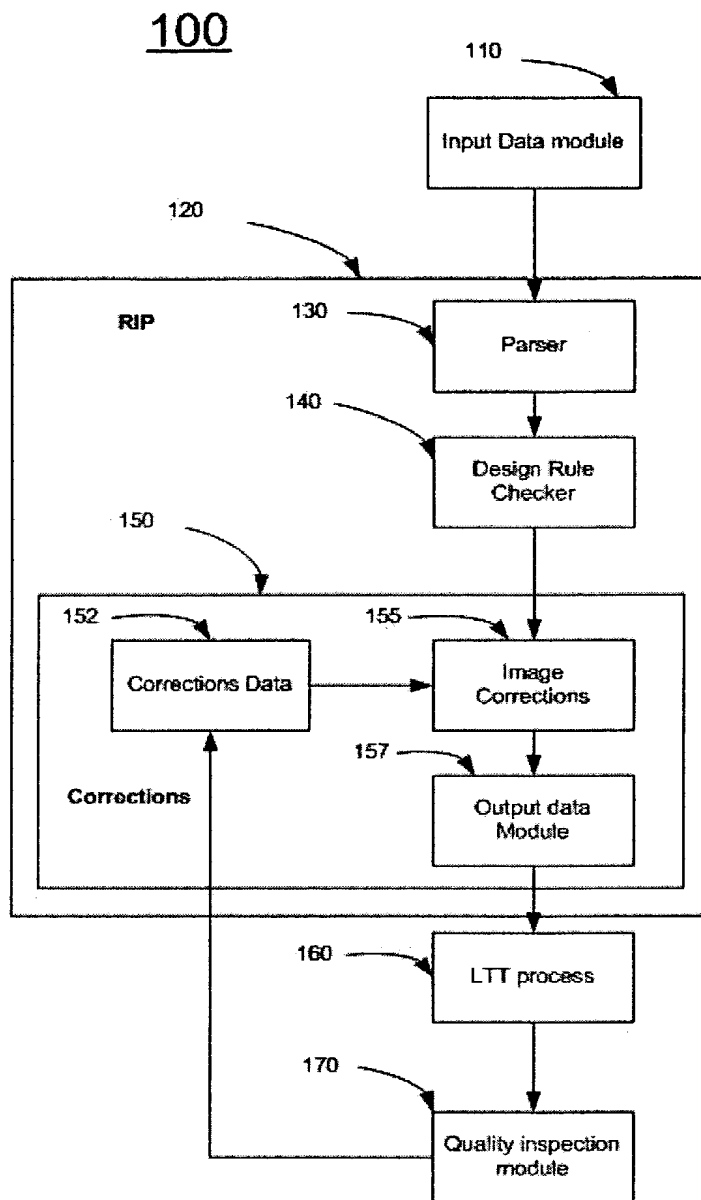 100
110
Input Data module
120
RIP
130
Parser
140
Design Rule
Checker
150
152
155
Corrections Data
Image
Corrections
157
Corrections
Output data
Module
160
LTT process
170
Quality inspection
module